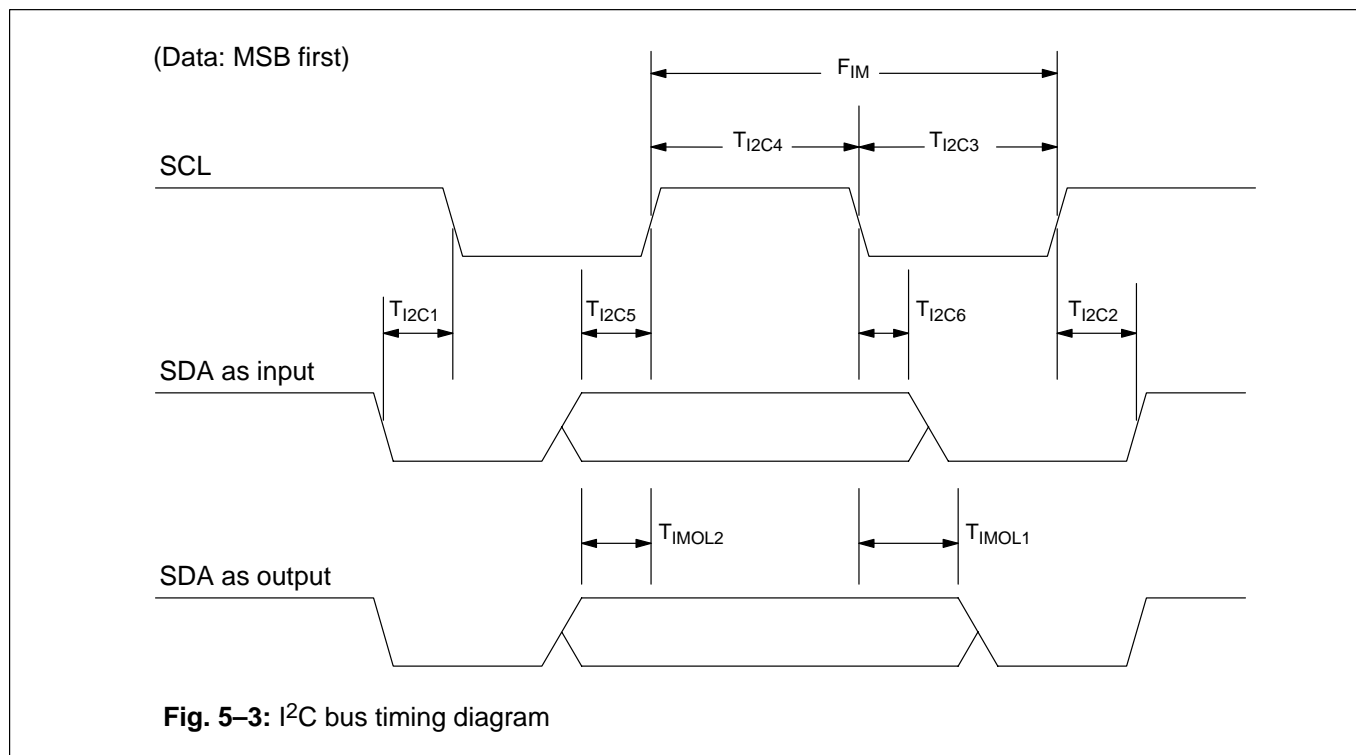 (Data: MSB first)
FIM
TI2C4 TI2C3
SCL
TI2C1 TI2C5 TI2C6 TI2C2
SDA as input
TIMOL2 TIMOL1
SDA as output
Fig. 5–3: I2C bus timing diagram